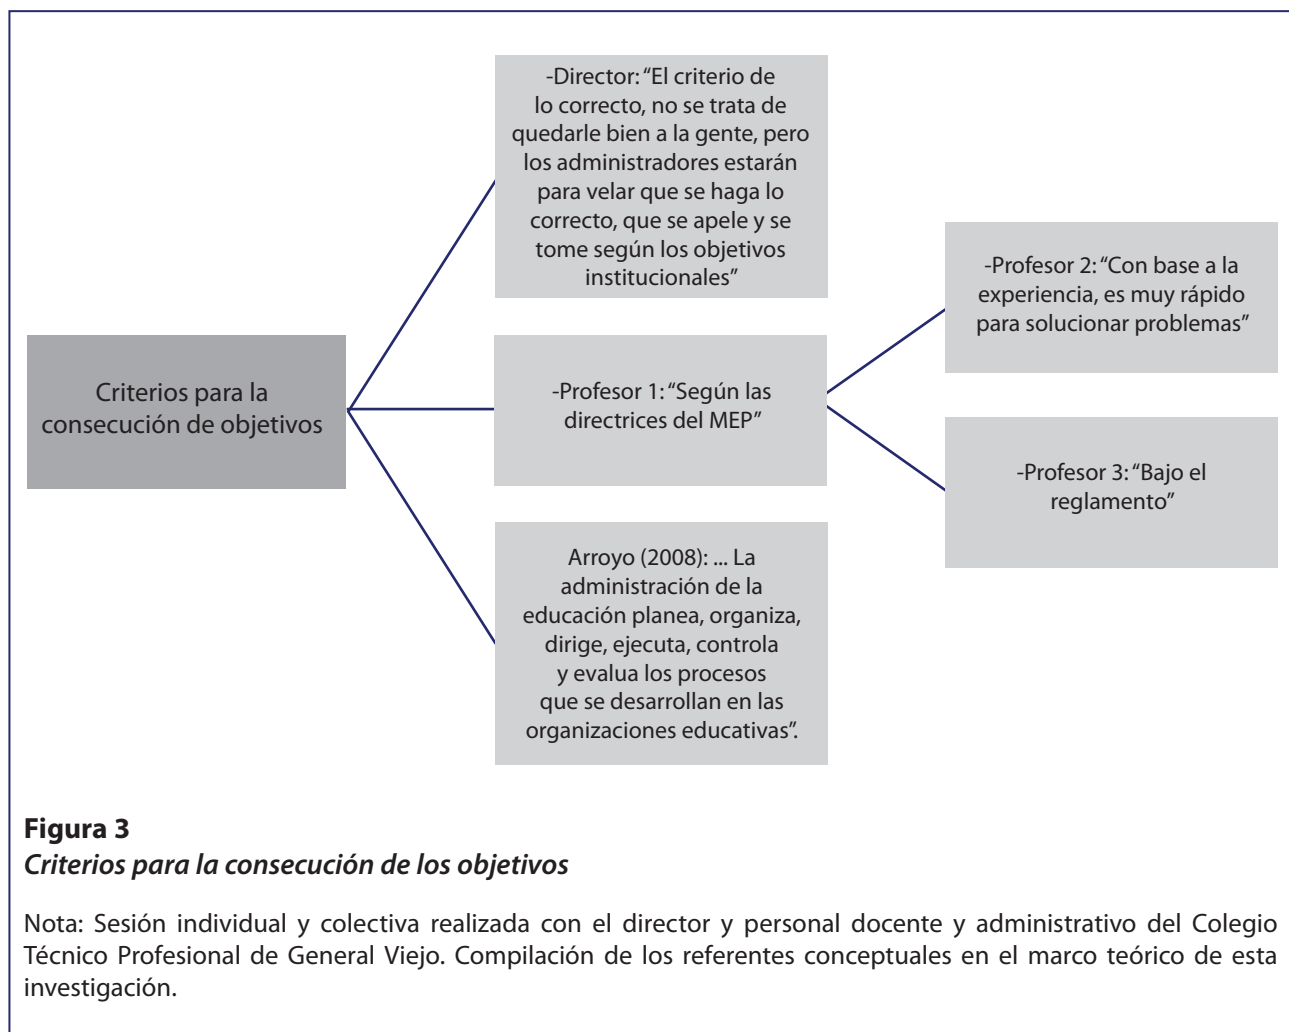 -Director: “El criterio de
lo correcto, no se trata de
quedarle bien a la gente, pero
los administradores estarán
para velar que se haga lo
correcto, que se apele y se
tome según los objetivos
institucionales”
-Profesor 2: “Con base a la
experiencia, es muy rápido
para solucionar problemas”
Criterios para la
consecución de objetivos
-Profesor 1: “Según las
directrices del MEP”
-Profesor 3: “Bajo el
reglamento”
Arroyo (2008): ... La
administración de la
educación planea, organiza,
dirige, ejecuta, controla
y evalua los procesos
que se desarrollan en las
organizaciones educativas”.
Figura 3
Criterios para la consecución de los objetivos
Nota: Sesión individual y colectiva realizada con el director y personal docente y administrativo del Colegio
Técnico Profesional de General Viejo. Compilación de los referentes conceptuales en el marco teórico de esta
investigación.